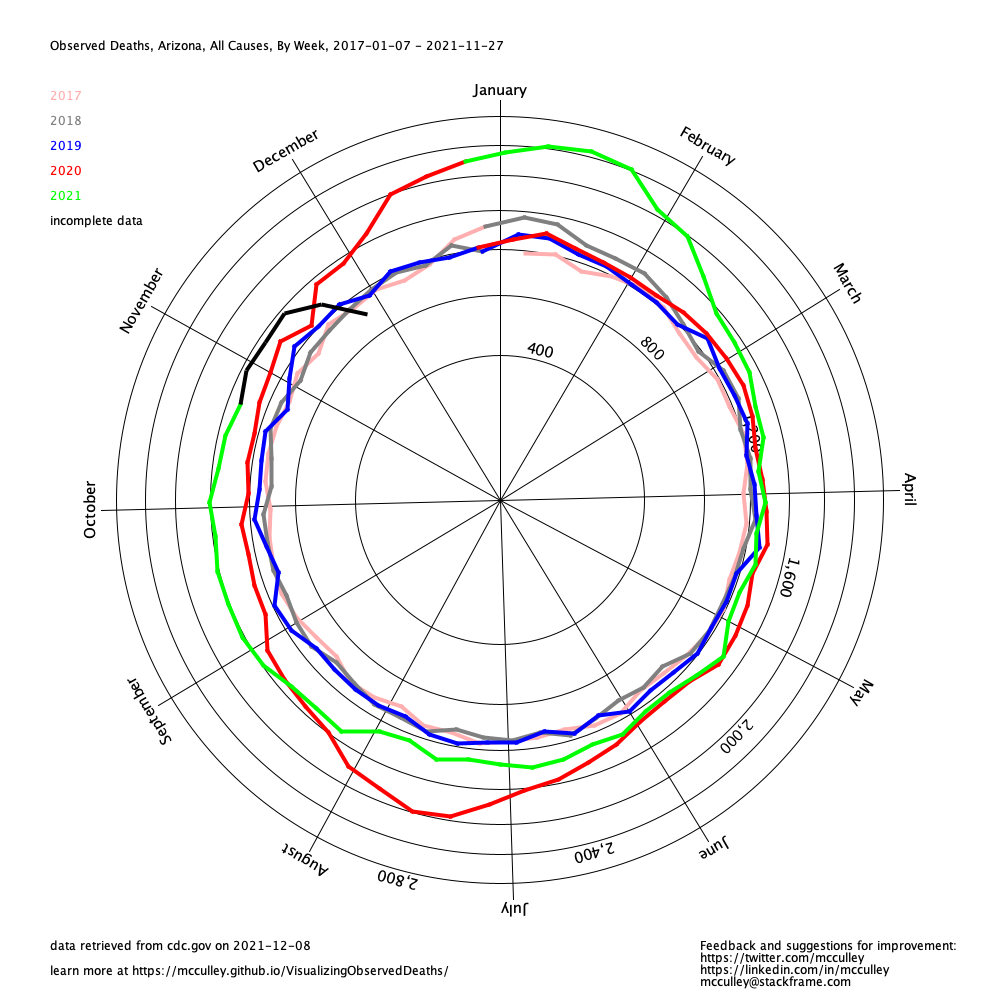 Observed Deaths, Arizona, All Causes, By Week, 2017-01-07 - 2021-11-27
January
2017
2018
2019
2020
2021
incomplete data
December
February
November
March
400
800
1,200
October
April
1,600
September
May
2,000
August
June
2,400
2,800
July
data retrieved from cdc.gov on 2021-12-08
learn more at https://mcculley.github.io/VisualizingObservedDeaths/
Feedback and suggestions for improvement:
https://twitter.com/mcculley
https://linkedin.com/in/mcculley
mcculley@stackframe.com